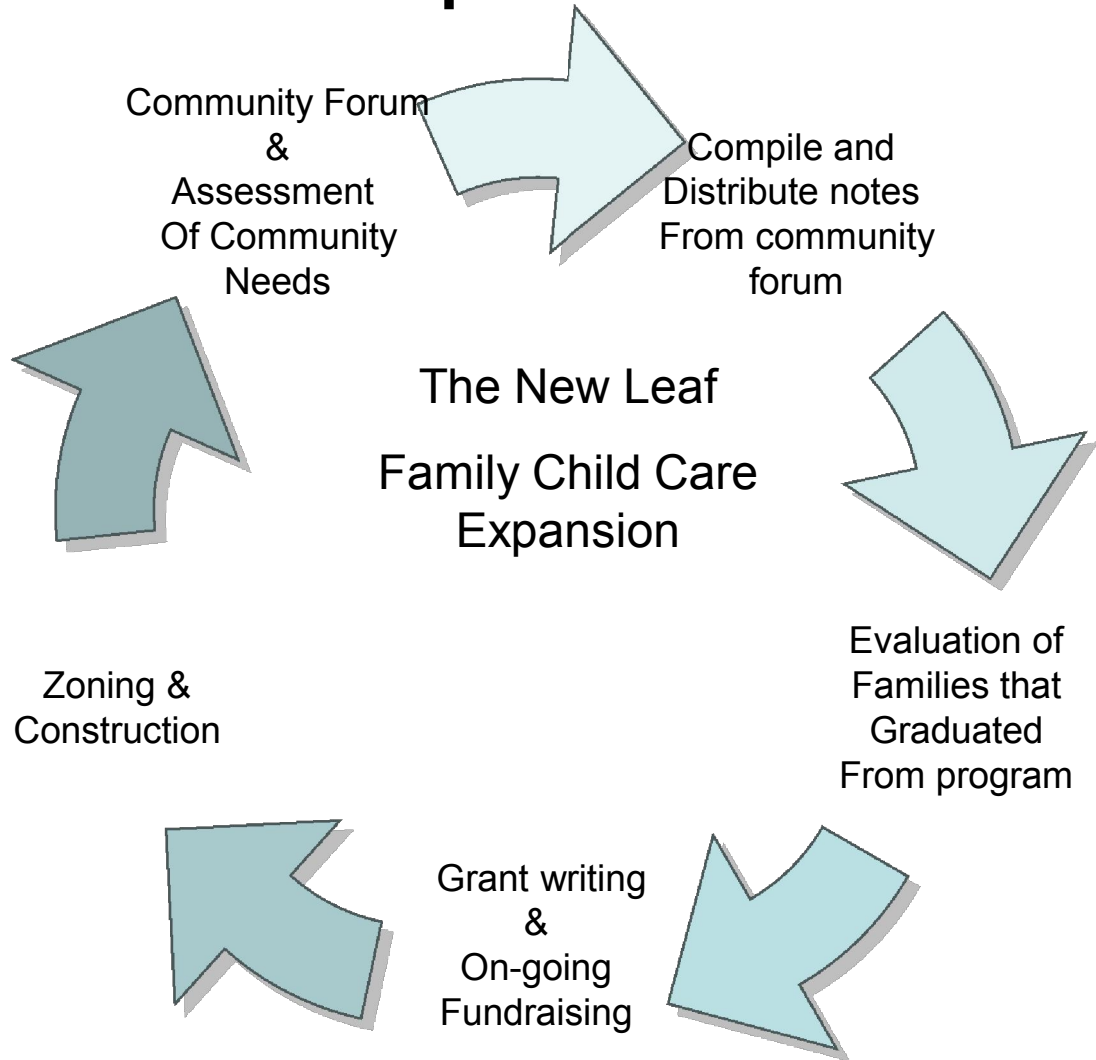 Community Forum
&
Assessment
Of Community
Needs
Compile and
Distribute notes
From community
forum
The New Leaf
Family Child Care
Expansion
Evaluation of
Families that
Graduated
From program
Zoning &
Construction
Grant writing
&
On-going
Fundraising